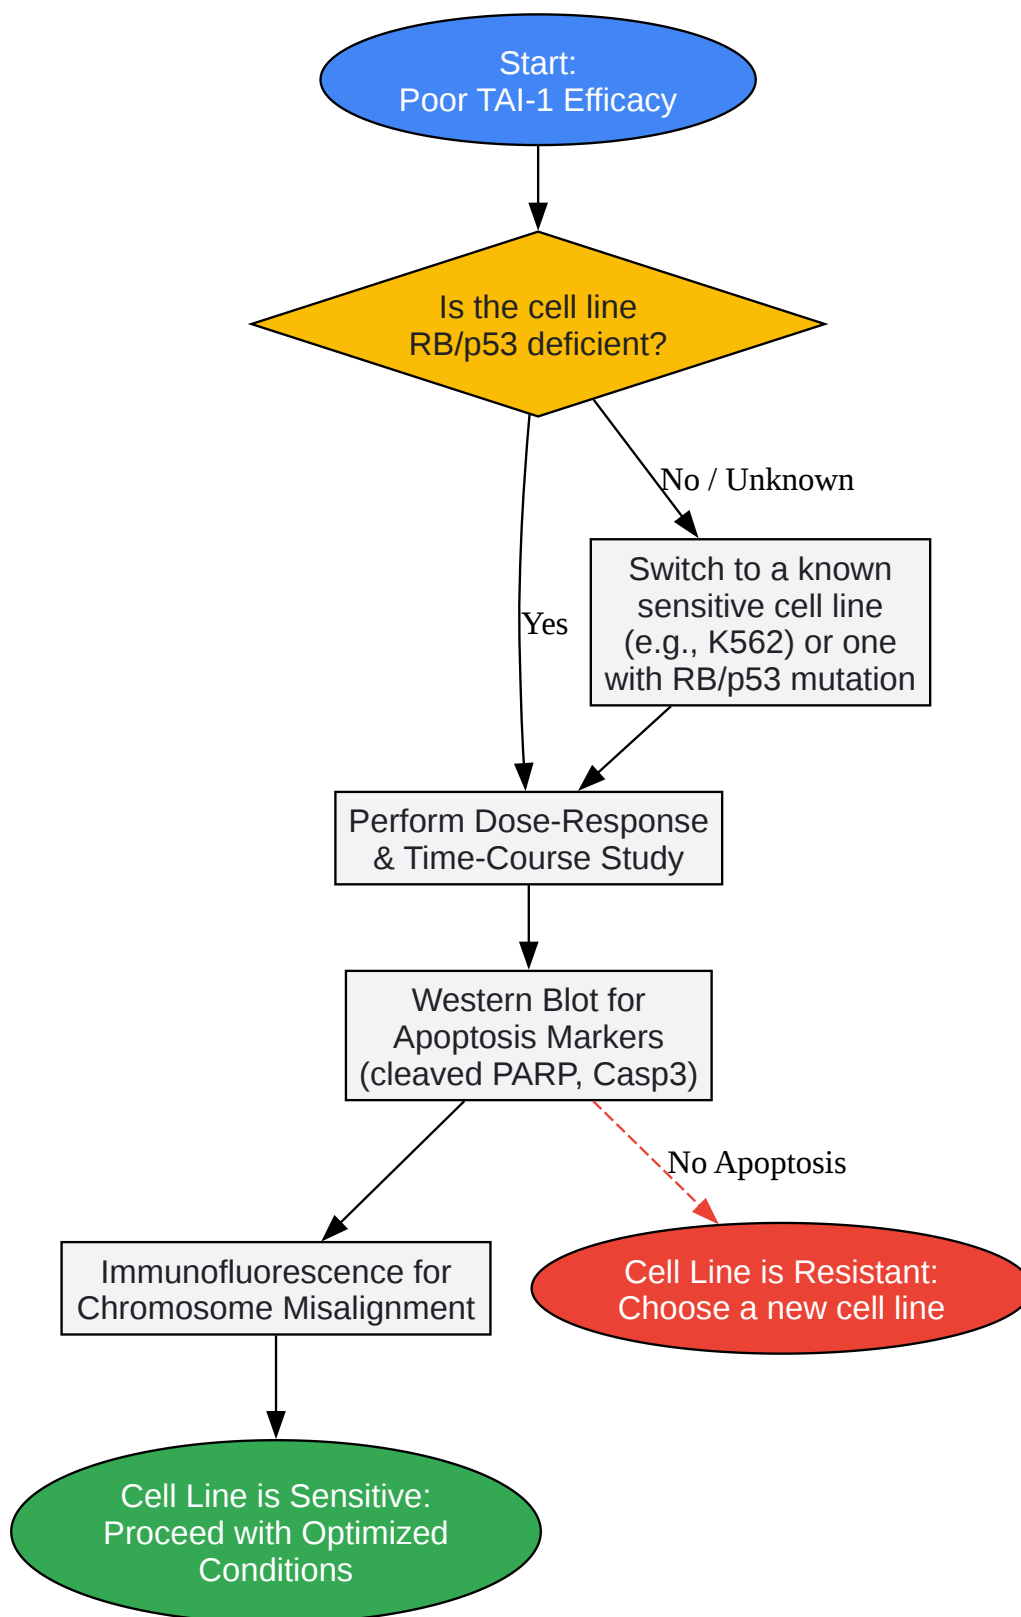 Start:
Poor TAI-1 Efficacy
Is the cell line
RB/p53 deficient?
No / Unknown
Switch to a known
sensitive cell line
(e.g., K562) or one
with RB/p53 mutation
Yes
Perform Dose-Response
& Time-Course Study
Western Blot for
Apoptosis Markers
(cleaved PARP, Casp3)
No Apoptosis
Immunofluorescence for
Chromosome Misalignment
Cell Line is Resistant:
Choose a new cell line
Cell Line is Sensitive:
Proceed with Optimized
Conditions